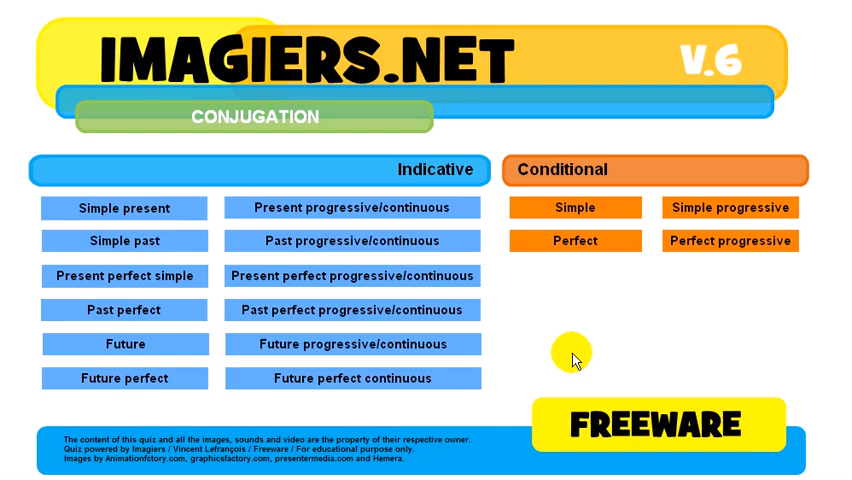 IMAGIERS.NET
V.6
CONJUGATION
Indicative
Conditional
Simple present
Present progressive/continuous
Simple
Simple progressive
Simple past
Past progressive/continuous
Perfect
Perfect progressive
Present perfect simple
Present perfect progressive/continuous
Past perfect
Past perfect progressive/continuous
Future
Future progressive/continuous
Future perfect
Future perfect continuous
FREEWARE
The content of this quiz and all the images, sounds and video are the property of their respective owner.
Quiz powered by Imagiers / Vincent Lefrançois / Freeware / For educational purpose only.
Images by Animationfotory.com, graphicsfactory.com, presentermedia.com and Hemera.